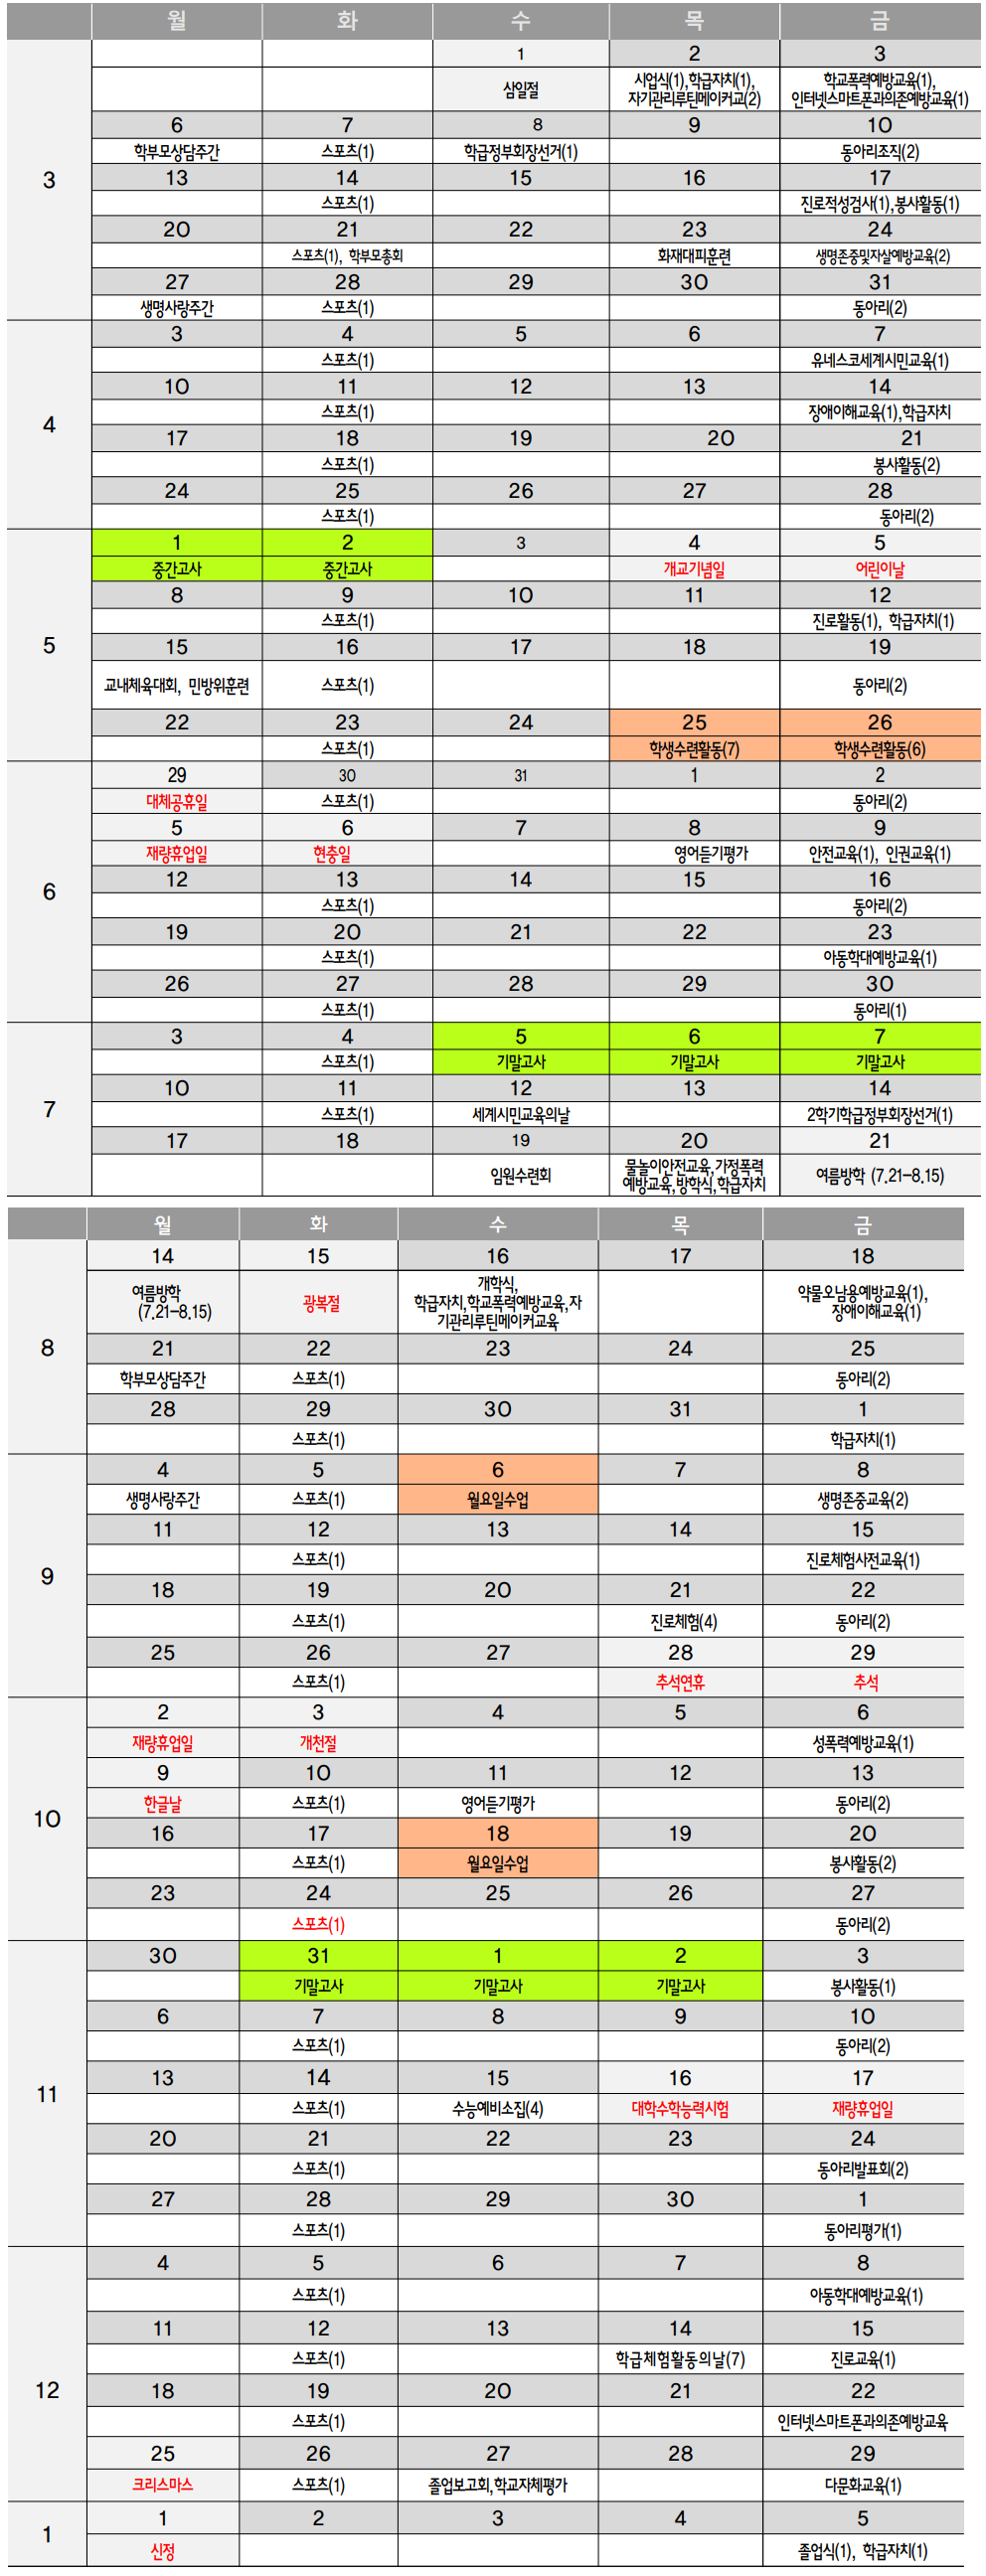 월 화 수 목 금
1 2 3
삼일절 시업식(1),학급자치(1), 학교폭력예방교육(1),
자기관리루틴메이커교(2) 인터넷스마트폰과의존예방교육(1)
6 7 8 9 10
학부모상담주간 스포츠(1) 학급정부회장선거(1) 동아리조직(2)
3
13 14 15 16 17
스포츠(1) 진로적성검사(1),봉사활동(1)
20 21 22 23 24
스포츠(1), 학부모총회 화재대피훈련 생명존중및자살예방교육(2)
27 28 29 30 31
생명사랑주간 스포츠(1) 동아리(2)
3 4 5 6 7
스포츠(1) 유네스코세계시민교육(1)
10 11 12 13 14
스포츠(1) 장애이해교육(1),학급자치
4
17 18 19 20 21
스포츠(1) 봉사활동(2)
24 25 26 27 28
스포츠(1) 동아리(2)
1 2 3 4 5
중간고사 중간고사 개교기념일 어린이날
8 9 10 11 12
스포츠(1) 진로활동(1), 학급자치(1)
5
15 16 17 18 19
교내체육대회, 민방위훈련 스포츠(1) 동아리(2)
22 23 24 25 26
스포츠(1) 학생수련활동(7) 학생수련활동(6)
29 30 31 1 2
대체공휴일 스포츠(1) 동아리(2)
5 6 7 8 9
재량휴업일 현충일 영어듣기평가 안전교육(1), 인권교육(1)
6
12 13 14 15 16
스포츠(1) 동아리(2)
19 20 21 22 23
스포츠(1) 아동학대예방교육(1)
26 27 28 29 30
스포츠(1) 동아리(1)
3 4 5 6 7
스포츠(1) 기말고사 기말고사 기말고사
7
10 11 12 13 14
스포츠(1) 세계시민교육의날 2학기학급정부회장선거(1)
17 18 19 20 21
임원수련회 물놀이안전교육,가정폭력 여름방학 (7.21-8.15)
예방교육,방학식,학급자치
월 화 수 목 금
14 15 16 17 18
여름방학 광복절 개학식, 약물오남용예방교육(1),
(7.21-8.15) 학급자치,학교폭력예방교육,자 장애이해교육(1)
기관리루틴메이커교육
8
21 22 23 24 25
학부모상담주간 스포츠(1) 동아리(2)
28 29 30 31 1
스포츠(1) 학급자치(1)
4 5 6 7 8
생명사랑주간 스포츠(1) 월요일수업 생명존중교육(2)
11 12 13 14 15
스포츠(1) 진로체험사전교육(1)
9
18 19 20 21 22
스포츠(1) 진로체험(4) 동아리(2)
25 26 27 28 29
스포츠(1) 추석연휴 추석
2 3 4 5 6
재량휴업일 개천절 성폭력예방교육(1)
9 10 11 12 13
한글날 스포츠(1) 영어듣기평가 동아리(2)
10
16 17 18 19 20
스포츠(1) 월요일수업 봉사활동(2)
23 24 25 26 27
스포츠(1) 동아리(2)
30 31 1 2 3
기말고사 기말고사 기말고사 봉사활동(1)
6 7 8 9 10
스포츠(1) 동아리(2)
11
13 14 15 16 17
스포츠(1) 수능예비소집(4) 대학수학능력시험 재량휴업일
20 21 22 23 24
스포츠(1) 동아리발표회(2)
27 28 29 30 1
스포츠(1) 동아리평가(1)
4 5 6 7 8
스포츠(1) 아동학대예방교육(1)
11 12 13 14 15
스포츠(1) 학급체험활동의날(7) 진로교육(1)
12
18 19 20 21 22
스포츠(1) 인터넷스마트폰과의존예방교육
25 26 27 28 29
크리스마스 스포츠(1) 졸업보고회,학교자체평가 다문화교육(1)
1
1 2 3 4 5
신정 졸업식(1), 학급자치(1)